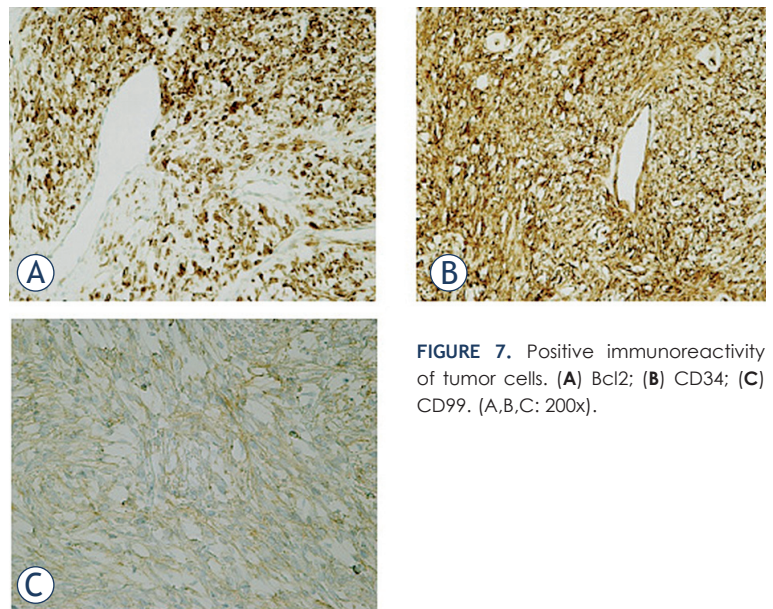 A
B
C
FIGURE 7. Positive immunoreactivity
of tumor cells. (A) Bcl2; (B) CD34; (C)
CD99. (A,B,C: 200x).